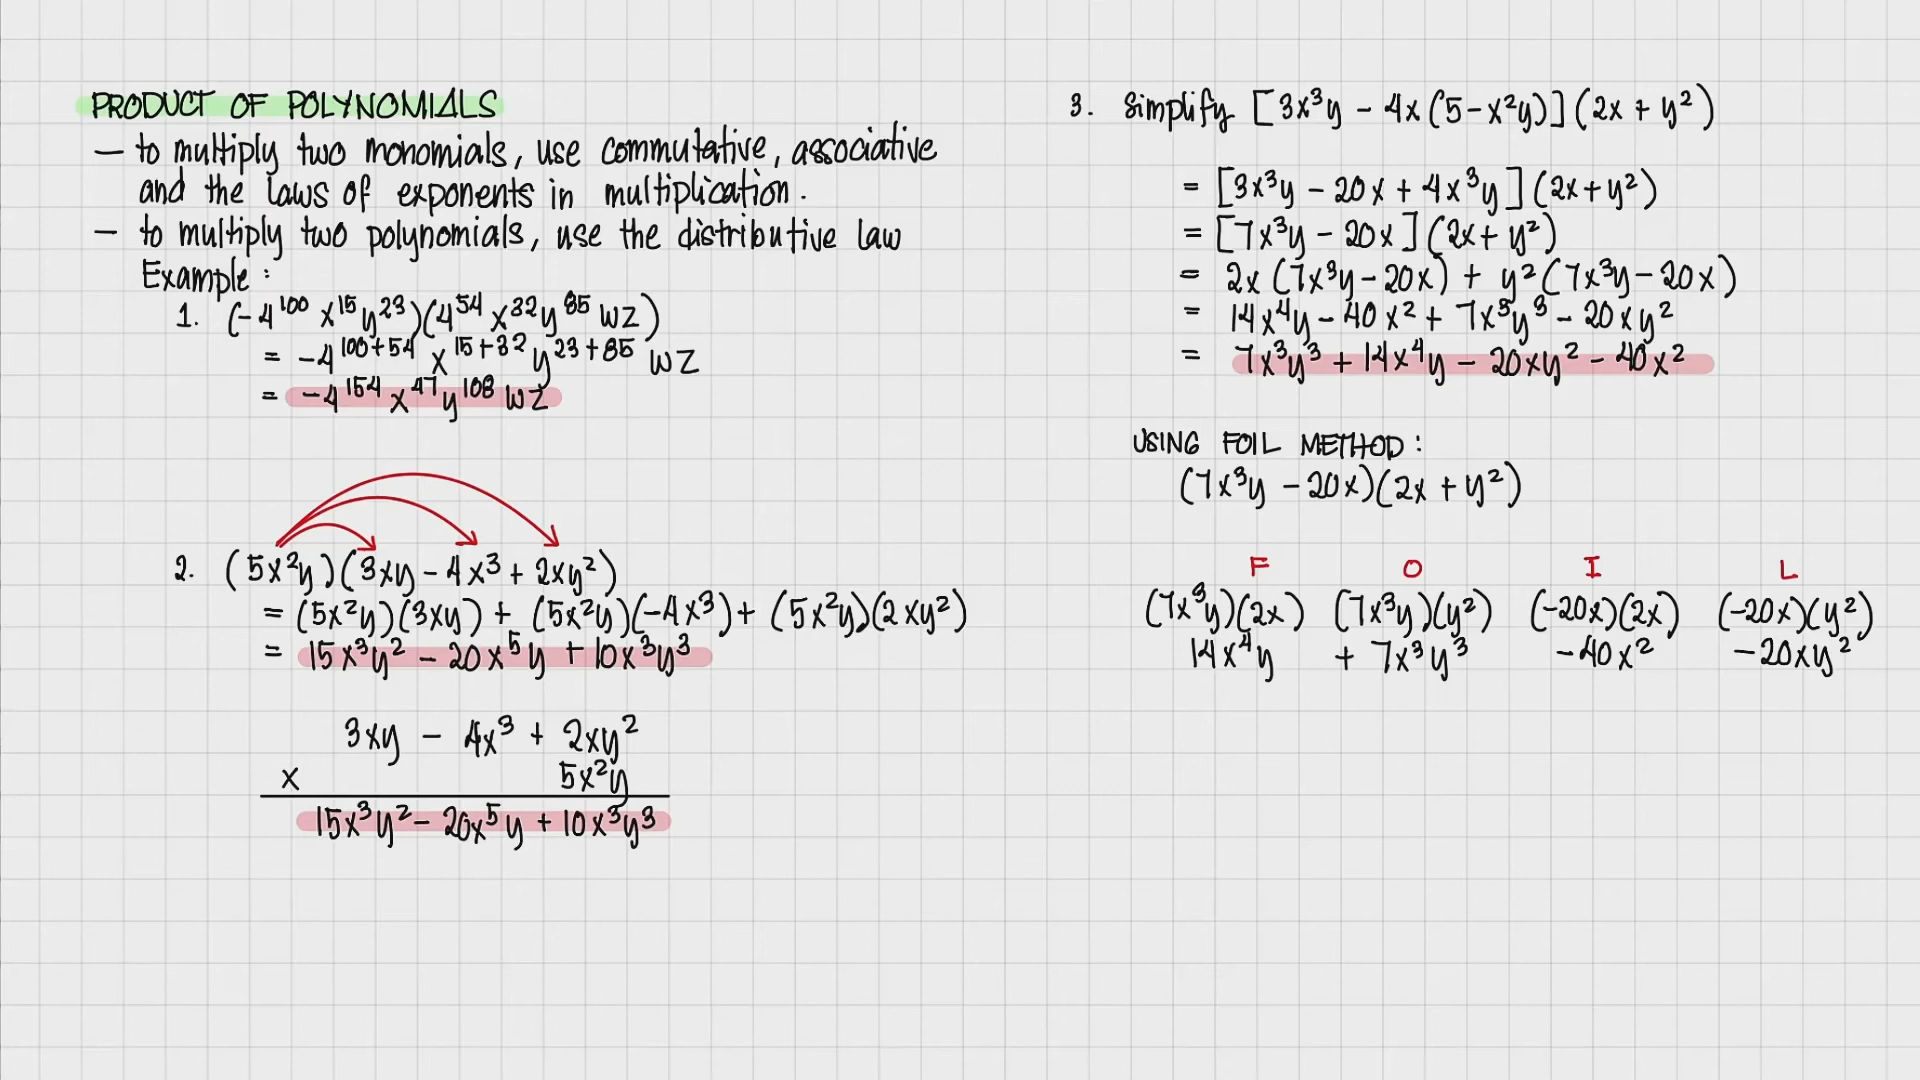 PRODUCT OF POLYNOMIALS
— to multiply two monomials, use commutative, associative
and the laws of exponents in multiplication.
— to multiply two polynomials, use the distributive law
Example:
1. (-4¹⁰⁰ x¹⁵y²³)(4⁵⁴ x³²y⁸⁵ wz)
= -4¹⁰⁰⁺⁵⁴ x¹⁵⁺³² y²³⁺⁸⁵ wz
= -4¹⁵⁴ x⁴⁷ y¹⁰⁸ wz
2. (5x²y)(3xy - 4x³ + 2xy²)
= (5x²y)(3xy) + (5x²y)(-4x³) + (5x²y)(2xy²)
= 15x³y² - 20x⁵y + 10x³y³
3xy - 4x³ + 2xy²
x 5x²y
15x³y² - 20x⁵y + 10x³y³
3. Simplify [3x³y - 4x(5-x²y)](2x + y²)
= [3x³y - 20x + 4x³y](2x+y²)
= [7x³y - 20x](2x+y²)
= 2x(7x³y-20x) + y²(7x³y-20x)
= 14x⁴y - 40x² + 7x³y³ - 20xy²
= 7x³y³ + 14x⁴y - 20xy² - 40x²
USING FOIL METHOD:
(7x³y - 20x)(2x + y²)
F O I L
(7x³y)(2x) (7x³y)(y²) (-20x)(2x) (-20x)(y²)
14x⁴y + 7x³y³ -40x² -20xy²